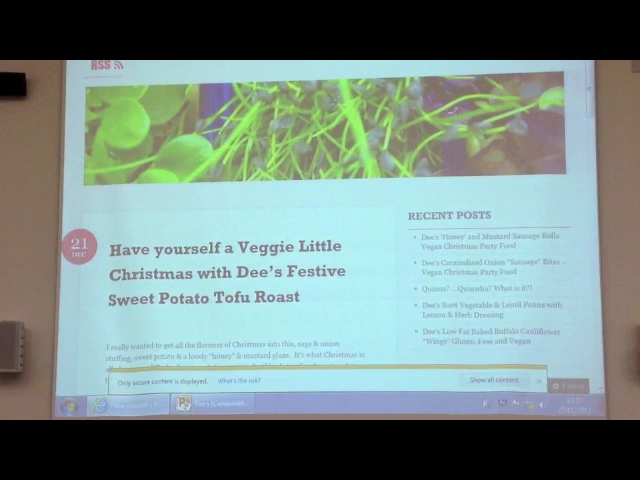 RSS
21
DEC
Have yourself a Veggie Little
Christmas with Dee's Festive
Sweet Potato Tofu Roast
I really wanted to get all the flavours of Christmas into this, sage & onion
stuffing, sweet potato & a lovely "honey" & mustard glaze. It's what Christmas is
RECENT POSTS
Dee's 'Honey' and Mustard Sausage Rolls
Vegan Christmas Party Food
Dee's Caramelised Onion "Sausage" Bites –
Vegan Christmas Party Food
What is it?!
Dee's Root Vegetable & Lentil Penne with
Lemon & Herb Dressing
Dee's Low Fat Baked Buffalo Cauliflower
"Wings" Gluten Free and Vegan
Only secure content is displayed. What's the risk? Show all content
Follow